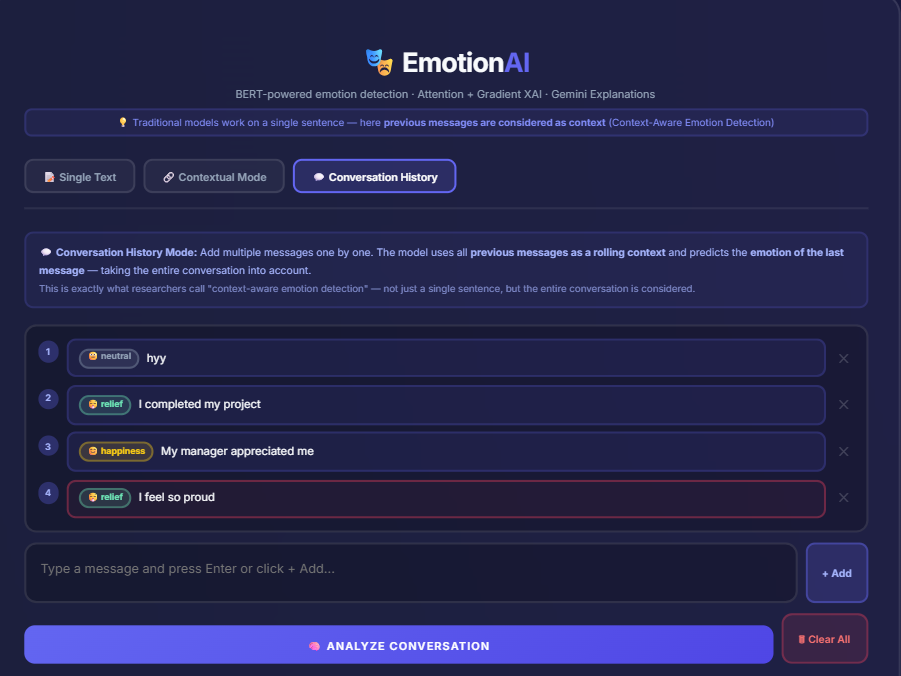 EmotionAI
BERT-powered emotion detection · Attention + Gradient XAI · Gemini Explanations
Traditional models work on a single sentence — here previous messages are considered as context (Context-Aware Emotion Detection)
Single Text
Contextual Mode
Conversation History
Conversation History Mode: Add multiple messages one by one. The model uses all previous messages as a rolling context and predicts the emotion of the last
message — taking the entire conversation into account.
This is exactly what researchers call "context-aware emotion detection" — not just a single sentence, but the entire conversation is considered.
1 neutral hyy
2 relief I completed my project
3 happiness My manager appreciated me
4 relief I feel so proud
Type a message and press Enter or click + Add...
+ Add
ANALYZE CONVERSATION
Clear All